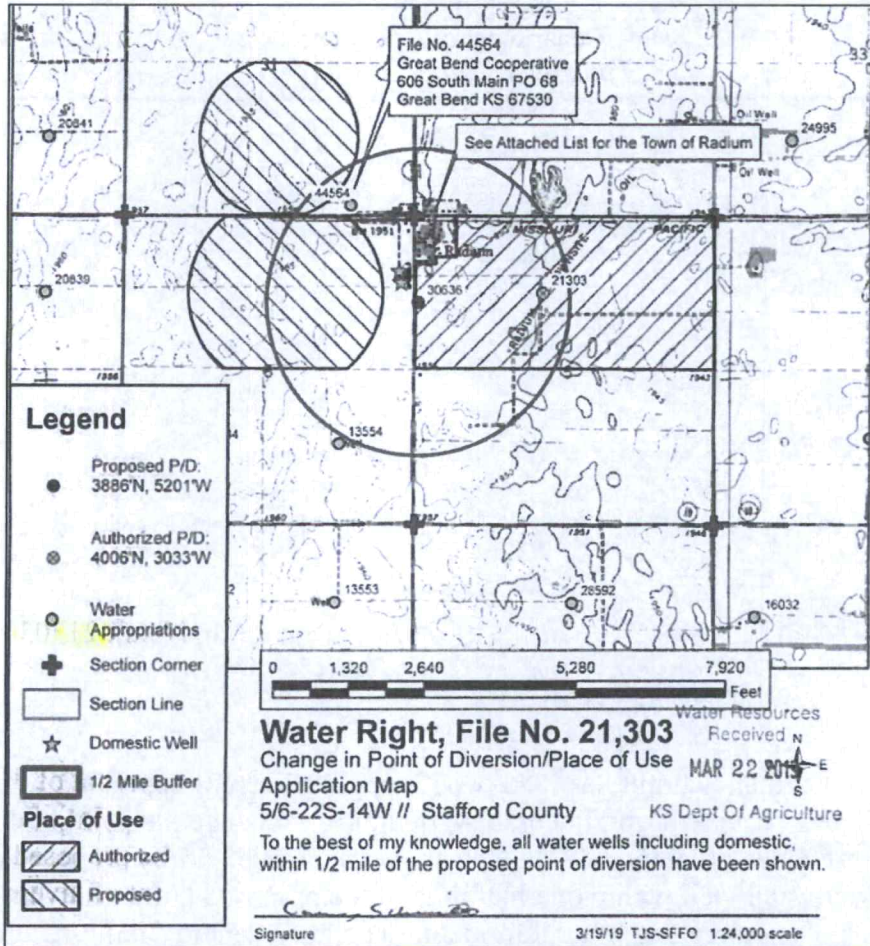 File No. 44564
Great Bend Cooperative
606 South Main PO 68
Great Bend KS 67530
See Attached List for the Town of Radium
31
33
20841
44564
24995
Oil Well
MISSOURI
PACIFIC
Radium
20839
30636
21303
13554
13553
28592
16032
Legend
Proposed P/D:
3886'N, 5201'W
Authorized P/D:
4006'N, 3033'W
Water
Appropriations
Section Corner
Section Line
Domestic Well
1/2 Mile Buffer
Place of Use
Authorized
Proposed
0 1,320 2,640 5,280 7,920
Feet
Water Right, File No. 21,303
Change in Point of Diversion/Place of Use
Application Map
5/6-22S-14W // Stafford County
Water Resources
Received
MAR 22 2019
KS Dept Of Agriculture
N
E
S
To the best of my knowledge, all water wells including domestic,
within 1/2 mile of the proposed point of diversion have been shown.
Signature
3/19/19 TJS-SFFO 1:24,000 scale